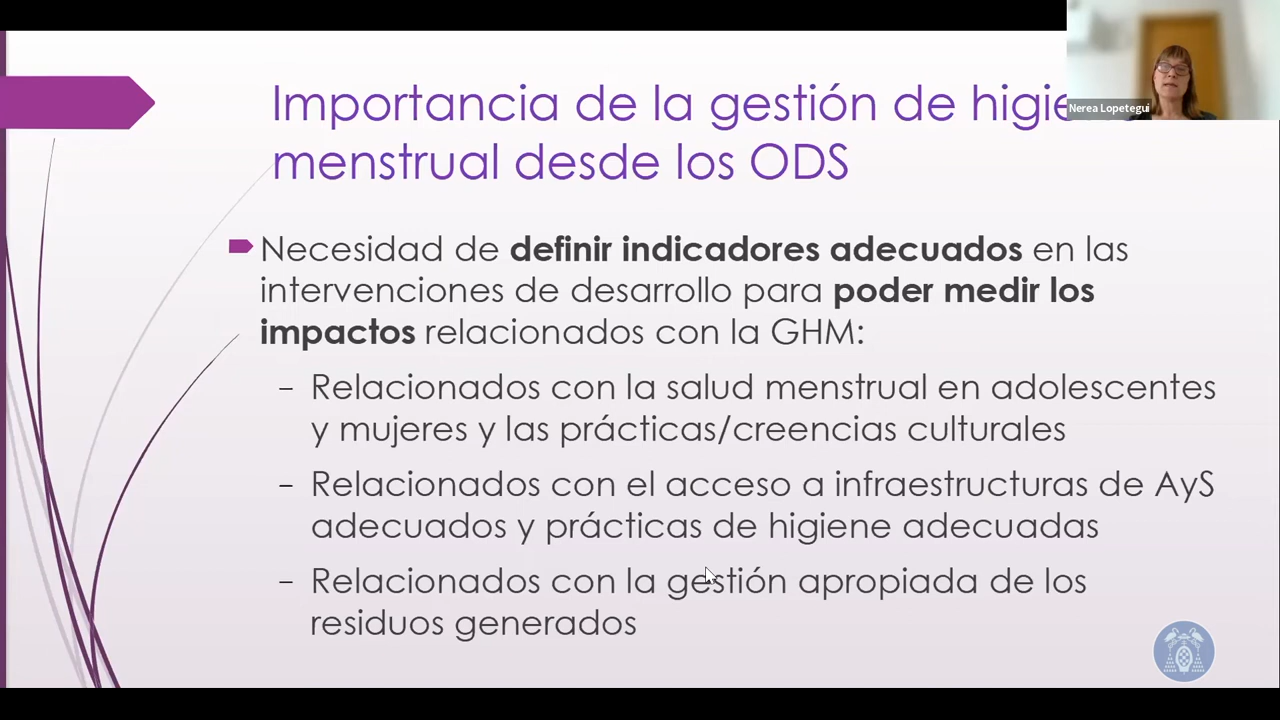 Importancia de la gestión de higie
menstrual desde los ODS
Nerea Lopetegui
Necesidad de definir indicadores adecuados en las
intervenciones de desarrollo para poder medir los
impactos relacionados con la GHM:
– Relacionados con la salud menstrual en adolescentes
y mujeres y las prácticas/creencias culturales
– Relacionados con el acceso a infraestructuras de AyS
adecuados y prácticas de higiene adecuadas
– Relacionados con la gestión apropiada de los
residuos generados